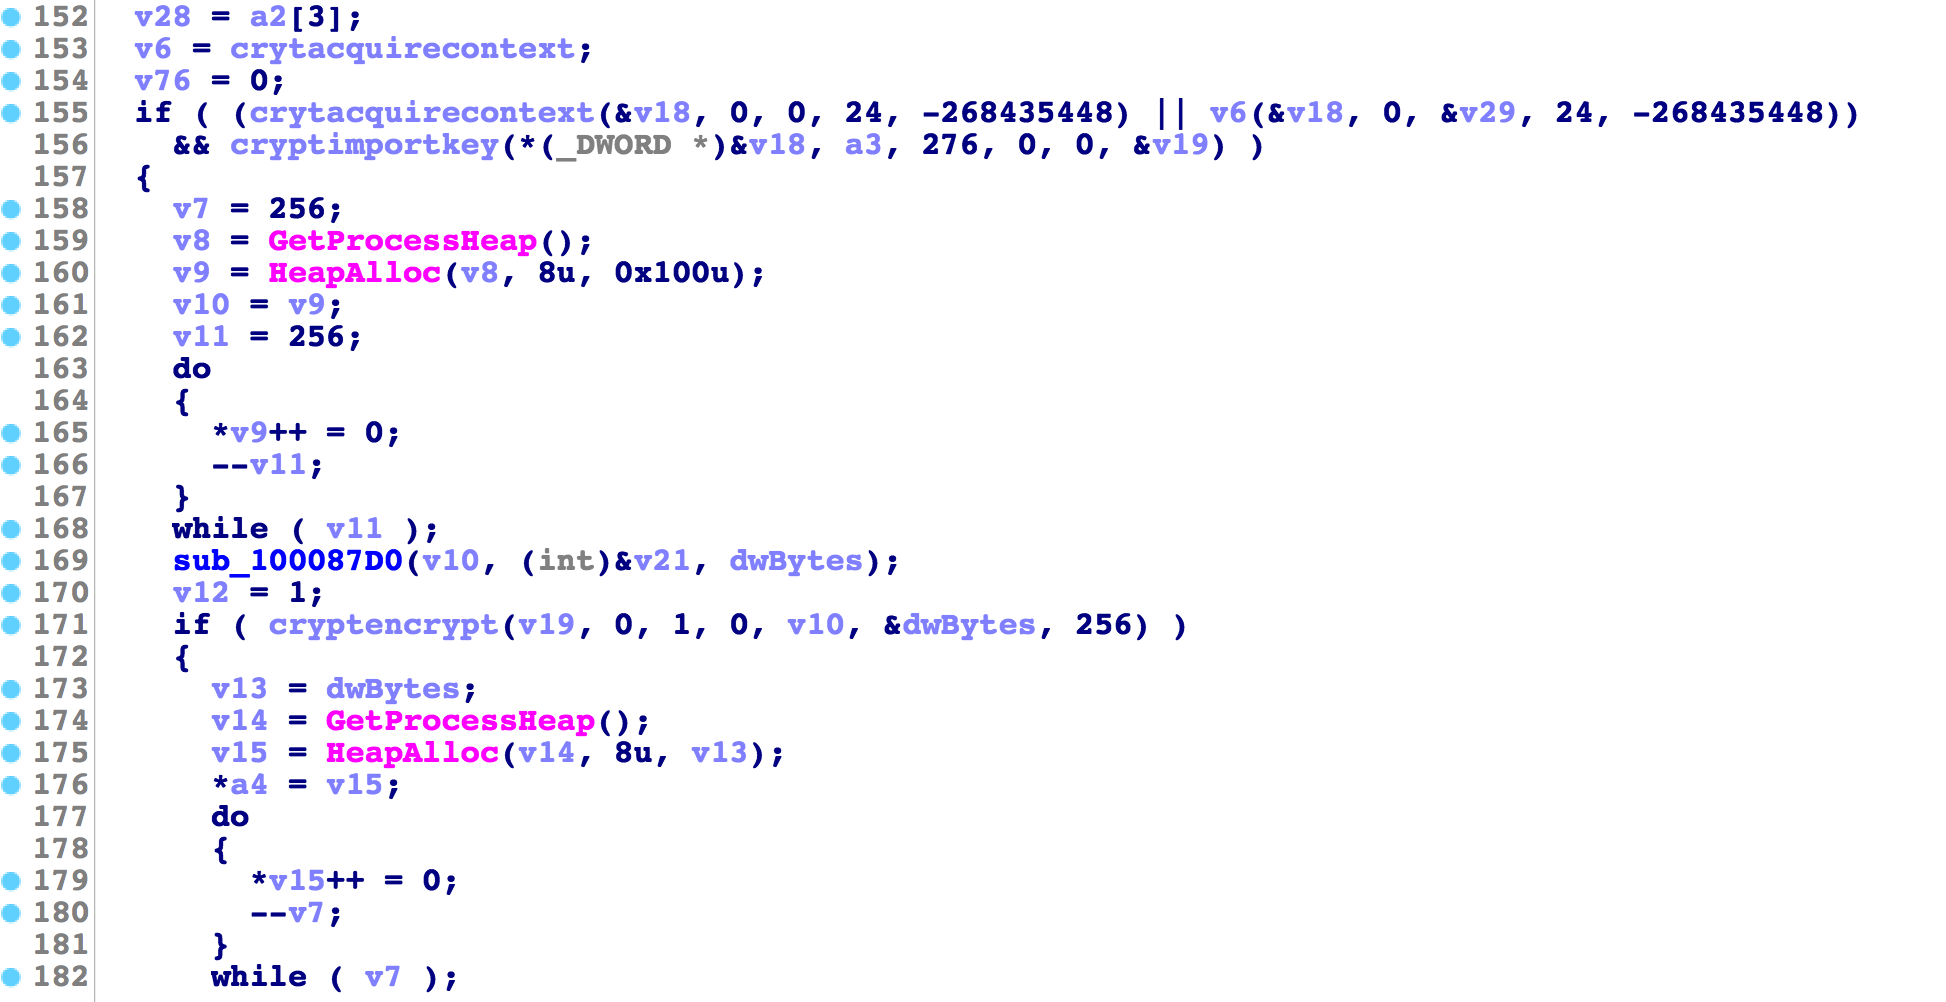 152 v28 = a2[3];
153 v6 = crytacquirecontext;
154 v76 = 0;
155 if ( (crytacquirecontext(&v18, 0, 0, 24, -268435448) || v6(&v18, 0, &v29, 24, -268435448))
156 && cryptimportkey(*(_DWORD *)&v18, a3, 276, 0, 0, &v19) )
157 {
158 v7 = 256;
159 v8 = GetProcessHeap();
160 v9 = HeapAlloc(v8, 8u, 0x100u);
161 v10 = v9;
162 v11 = 256;
163 do
164 {
165 *v9++ = 0;
166 --v11;
167 }
168 while ( v11 );
169 sub_100087D0(v10, (int)&v21, dwBytes);
170 v12 = 1;
171 if ( cryptencrypt(v19, 0, 1, 0, v10, &dwBytes, 256) )
172 {
173 v13 = dwBytes;
174 v14 = GetProcessHeap();
175 v15 = HeapAlloc(v14, 8u, v13);
176 *a4 = v15;
177 do
178 {
179 *v15++ = 0;
180 --v7;
181 }
182 while ( v7 );